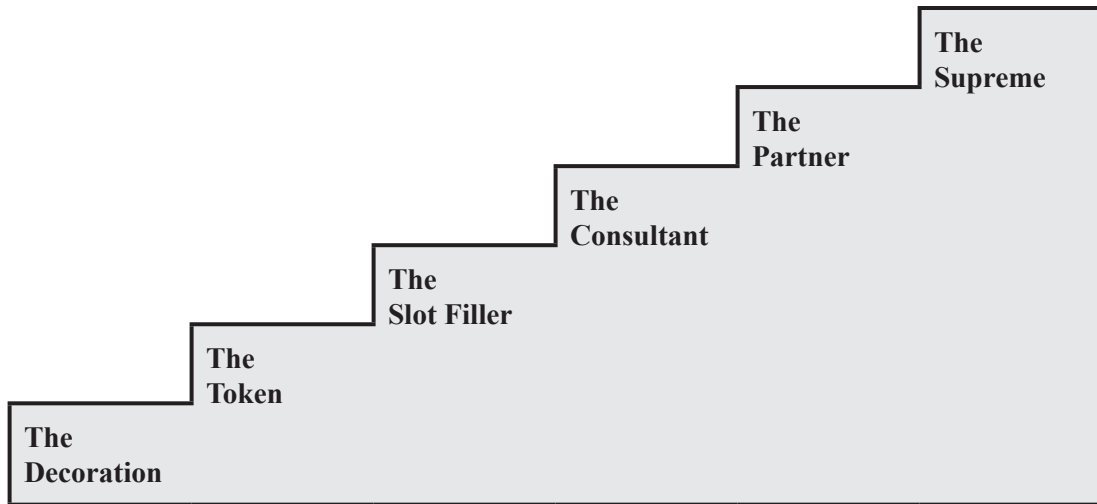 The
Supreme
The
Partner
The
Consultant
The
Slot Filler
The
Token
The
Decoration